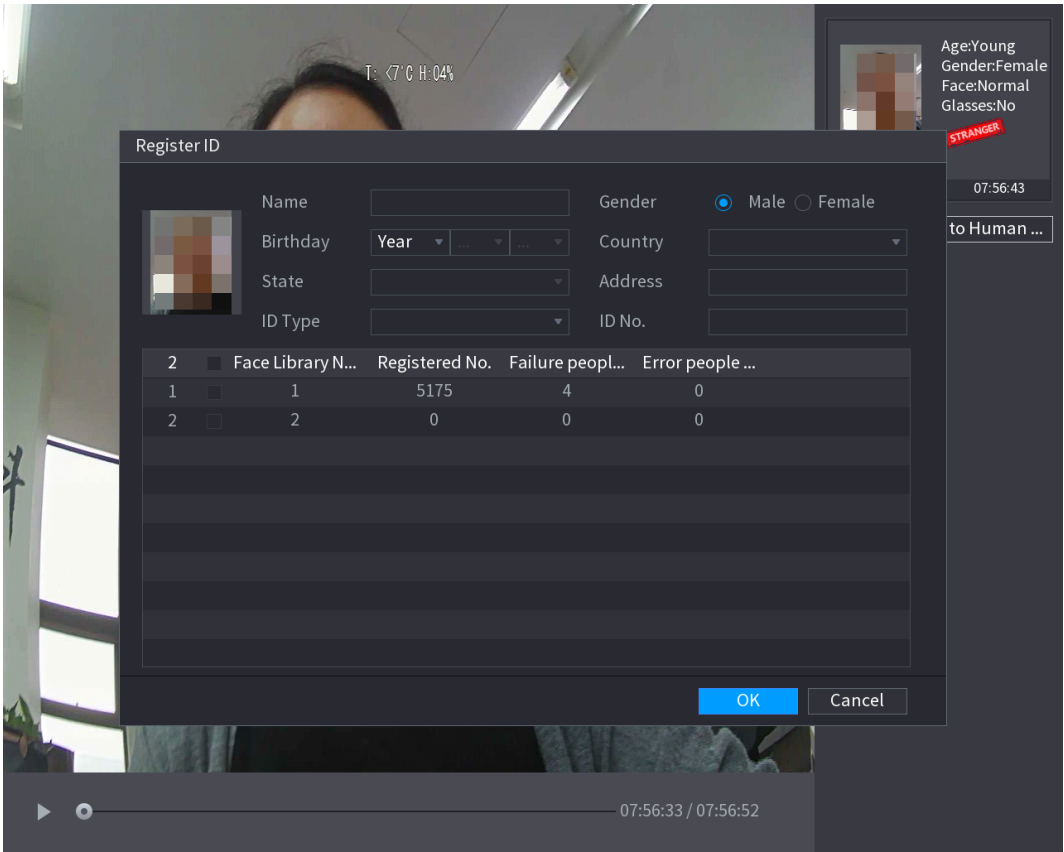 T: <7°C H:04%
Age:Young
Gender:Female
Face:Normal
Glasses:No
STRANGER
07:56:43
to Human ...
Register ID
Name
Gender Male Female
Birthday Year ... ... Country
State Address
ID Type ID No.
2 Face Library N... Registered No. Failure peopl... Error people ...
1 1 5175 4 0
2 2 0 0 0
OK Cancel
07:56:33 / 07:56:52